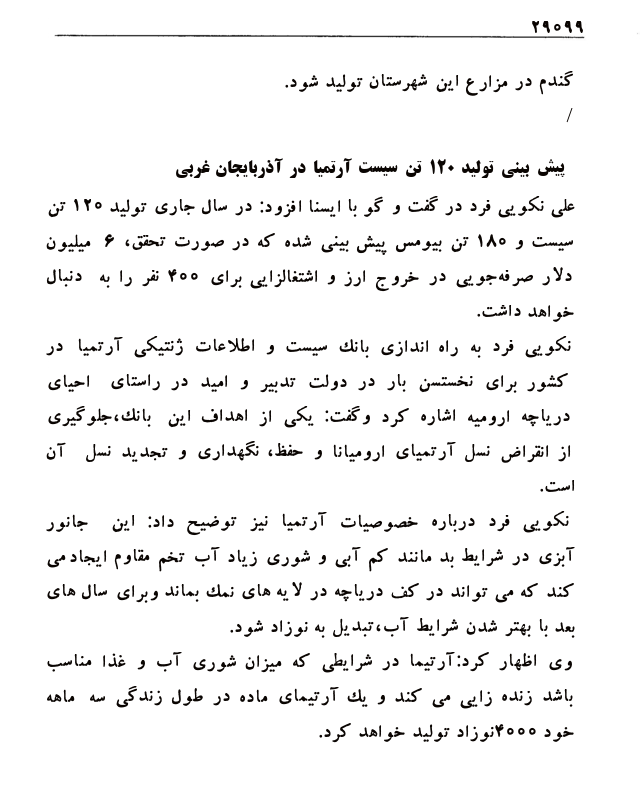 ۲۹۰۹۹
گندم در مزارع این شهرستان تولید شود.
/
پیش بینی تولید ۱۲۰ تن سیست آرتمیا در آذربایجان غربی
علی نکویی فرد در گفت و گو با ایسنا افزود: در سال جاری تولید ۱۲۰ تن
سیست و ۱۸۰ تن بیومس پیش بینی شده که در صورت تحقق، ۶ میلیون
دلار صرفه‌جویی در خروج ارز و اشتغالزایی برای ۴۰۰ نفر را به دنبال
خواهد داشت.
نکویی فرد به راه اندازی بانك سیست و اطلاعات ژنتیکی آرتمیا در
کشور برای نخستسن بار در دولت تدبیر و امید در راستای احیای
دریاچه ارومیه اشاره کرد وگفت: یکی از اهداف این بانك،جلوگیری
از انقراض نسل آرتمیای ارومیانا و حفظ، نگهداری و تجدید نسل آن
است.
نکویی فرد درباره خصوصیات آرتمیا نیز توضیح داد: این جانور
آبزی در شرایط بد مانند کم آبی و شوری زیاد آب تخم مقاوم ایجادمی
کند که می تواند در کف دریاچه در لایه های نمك بماند وبرای سال های
بعد با بهتر شدن شرایط آب،تبدیل به نوزاد شود.
وی اظهار کرد:آرتیما در شرایطی که میزان شوری آب و غذا مناسب
باشد زنده زایی می کند و یك آرتیمای ماده در طول زندگی سه ماهه
خود ۴۰۰۰نوزاد تولید خواهد کرد.